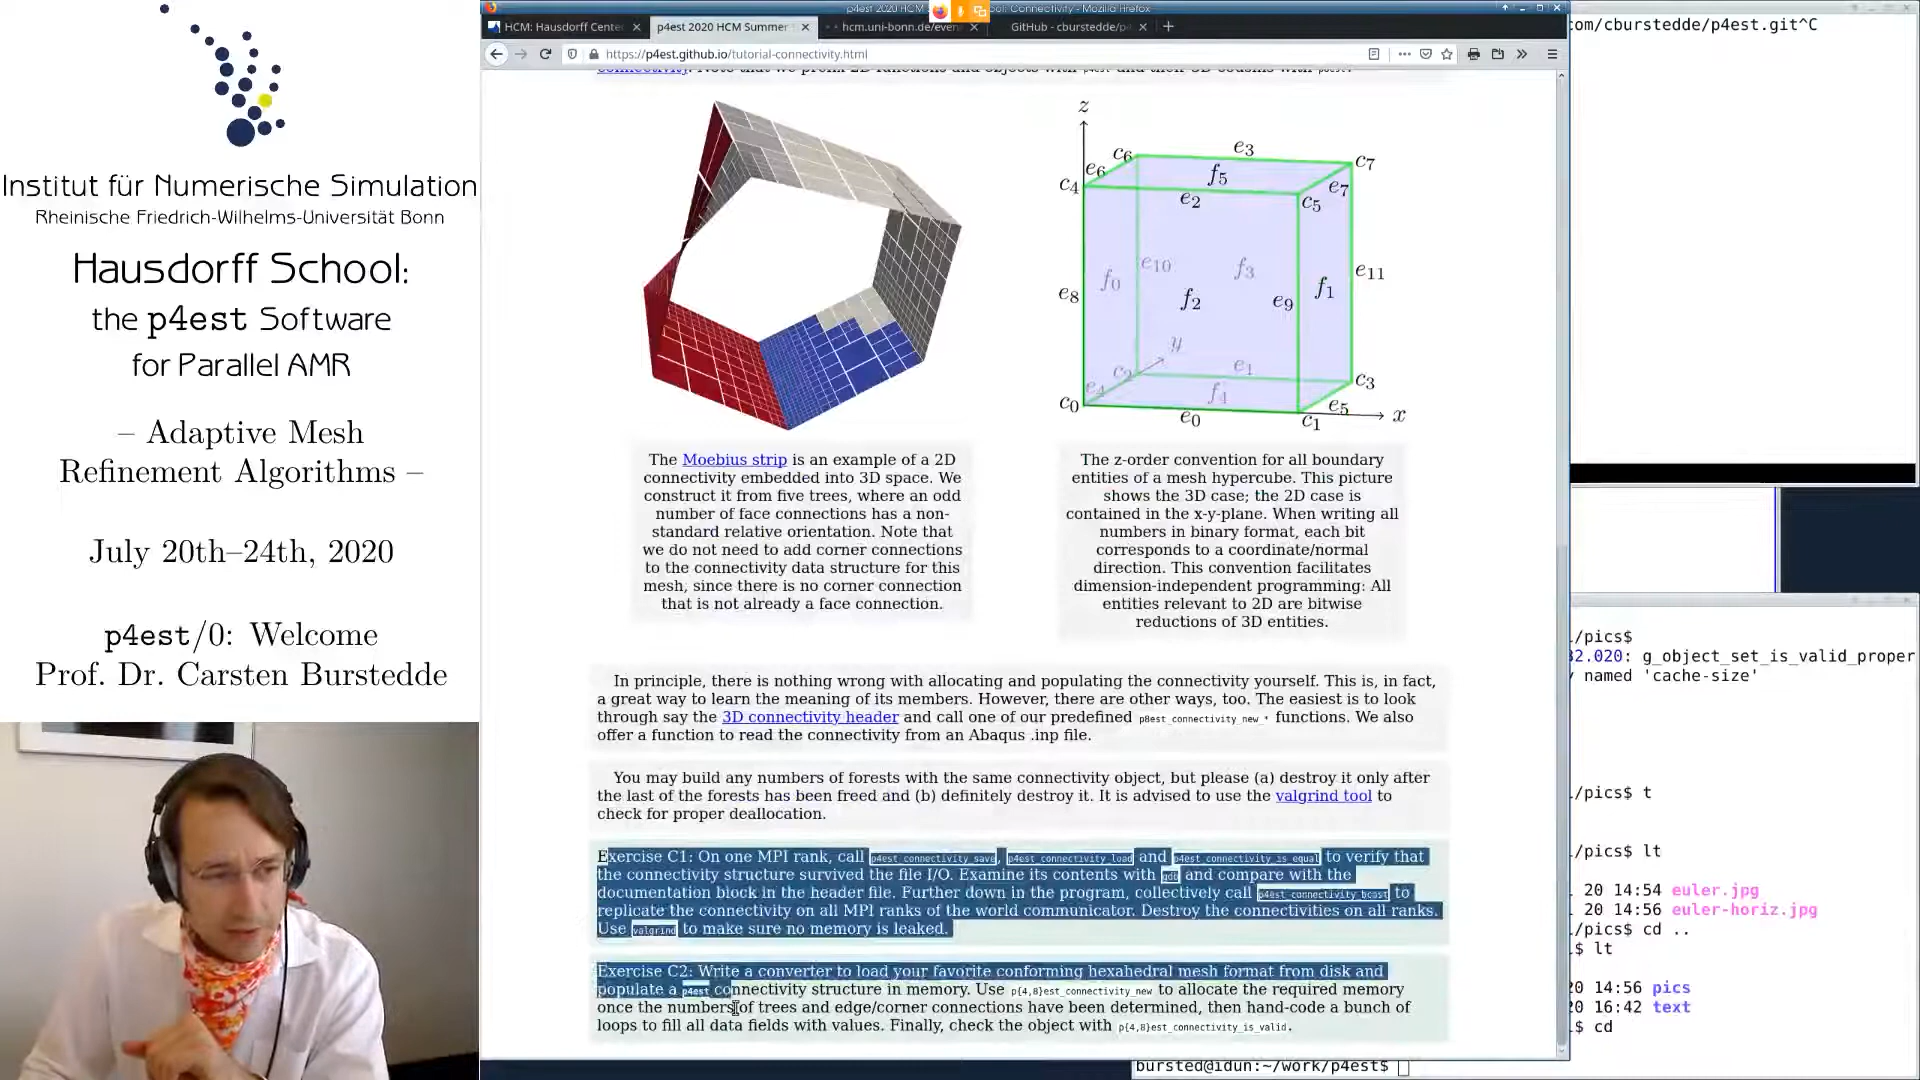 Institut für Numerische Simulation
Rheinische Friedrich-Wilhelms-Universität Bonn
Hausdorff School:
the p4est Software
for Parallel AMR
– Adaptive Mesh
Refinement Algorithms –
July 20th–24th, 2020
p4est/0: Welcome
Prof. Dr. Carsten Burstedde
ool: Connectivity - Mozilla Firefox
HCM: Hausdorff Cente
p4est 2020 HCM Summer
hcm.uni-bonn.de/even
GitHub - cburstedde/p4
https://p4est.github.io/tutorial-connectivity.html
z
c6
e3
c7
e6
f5
c4
e7
e2
c5
e10
f3
e11
f0
e8
f2
e9
f1
y
c2
e1
c3
e4
f4
c0
e5
e0
c1
x
The Moebius strip is an example of a 2D
connectivity embedded into 3D space. We
construct it from five trees, where an odd
number of face connections has a non-
standard relative orientation. Note that
we do not need to add corner connections
to the connectivity data structure for this
mesh, since there is no corner connection
that is not already a face connection.
The z-order convention for all boundary
entities of a mesh hypercube. This picture
shows the 3D case; the 2D case is
contained in the x-y-plane. When writing all
numbers in binary format, each bit
corresponds to a coordinate/normal
direction. This convention facilitates
dimension-independent programming: All
entities relevant to 2D are bitwise
reductions of 3D entities.
In principle, there is nothing wrong with allocating and populating the connectivity yourself. This is, in fact,
a great way to learn the meaning of its members. However, there are other ways, too. The easiest is to look
through say the 3D connectivity header and call one of our predefined p8est_connectivity_new_* functions. We also
offer a function to read the connectivity from an Abaqus .inp file.
You may build any numbers of forests with the same connectivity object, but please (a) destroy it only after
the last of the forests has been freed and (b) definitely destroy it. It is advised to use the valgrind tool to
check for proper deallocation.
Exercise C1: On one MPI rank, call p4est_connectivity_save, p4est_connectivity_load and p4est_connectivity_is_equal to verify that
the connectivity structure survived the file I/O. Examine its contents with gdb and compare with the
documentation block in the header file. Further down in the program, collectively call p4est_connectivity_bcast to
replicate the connectivity on all MPI ranks of the world communicator. Destroy the connectivities on all ranks.
Use valgrind to make sure no memory is leaked.
Exercise C2: Write a converter to load your favorite conforming hexahedral mesh format from disk and
populate a p4est connectivity structure in memory. Use p{4,8}est_connectivity_new to allocate the required memory
once the numbers of trees and edge/corner connections have been determined, then hand-code a bunch of
loops to fill all data fields with values. Finally, check the object with p{4,8}est_connectivity_is_valid.
com/cburstedde/p4est.git^C
/pics$
32.020: g_object_set_is_valid_proper
y named 'cache-size'
/pics$ t
/pics$ lt
20 14:54 euler.jpg
20 14:56 euler-horiz.jpg
/pics$ cd ..
$ lt
20 14:56 pics
20 16:42 text
$ cd
bursted@idun:~/work/p4est$